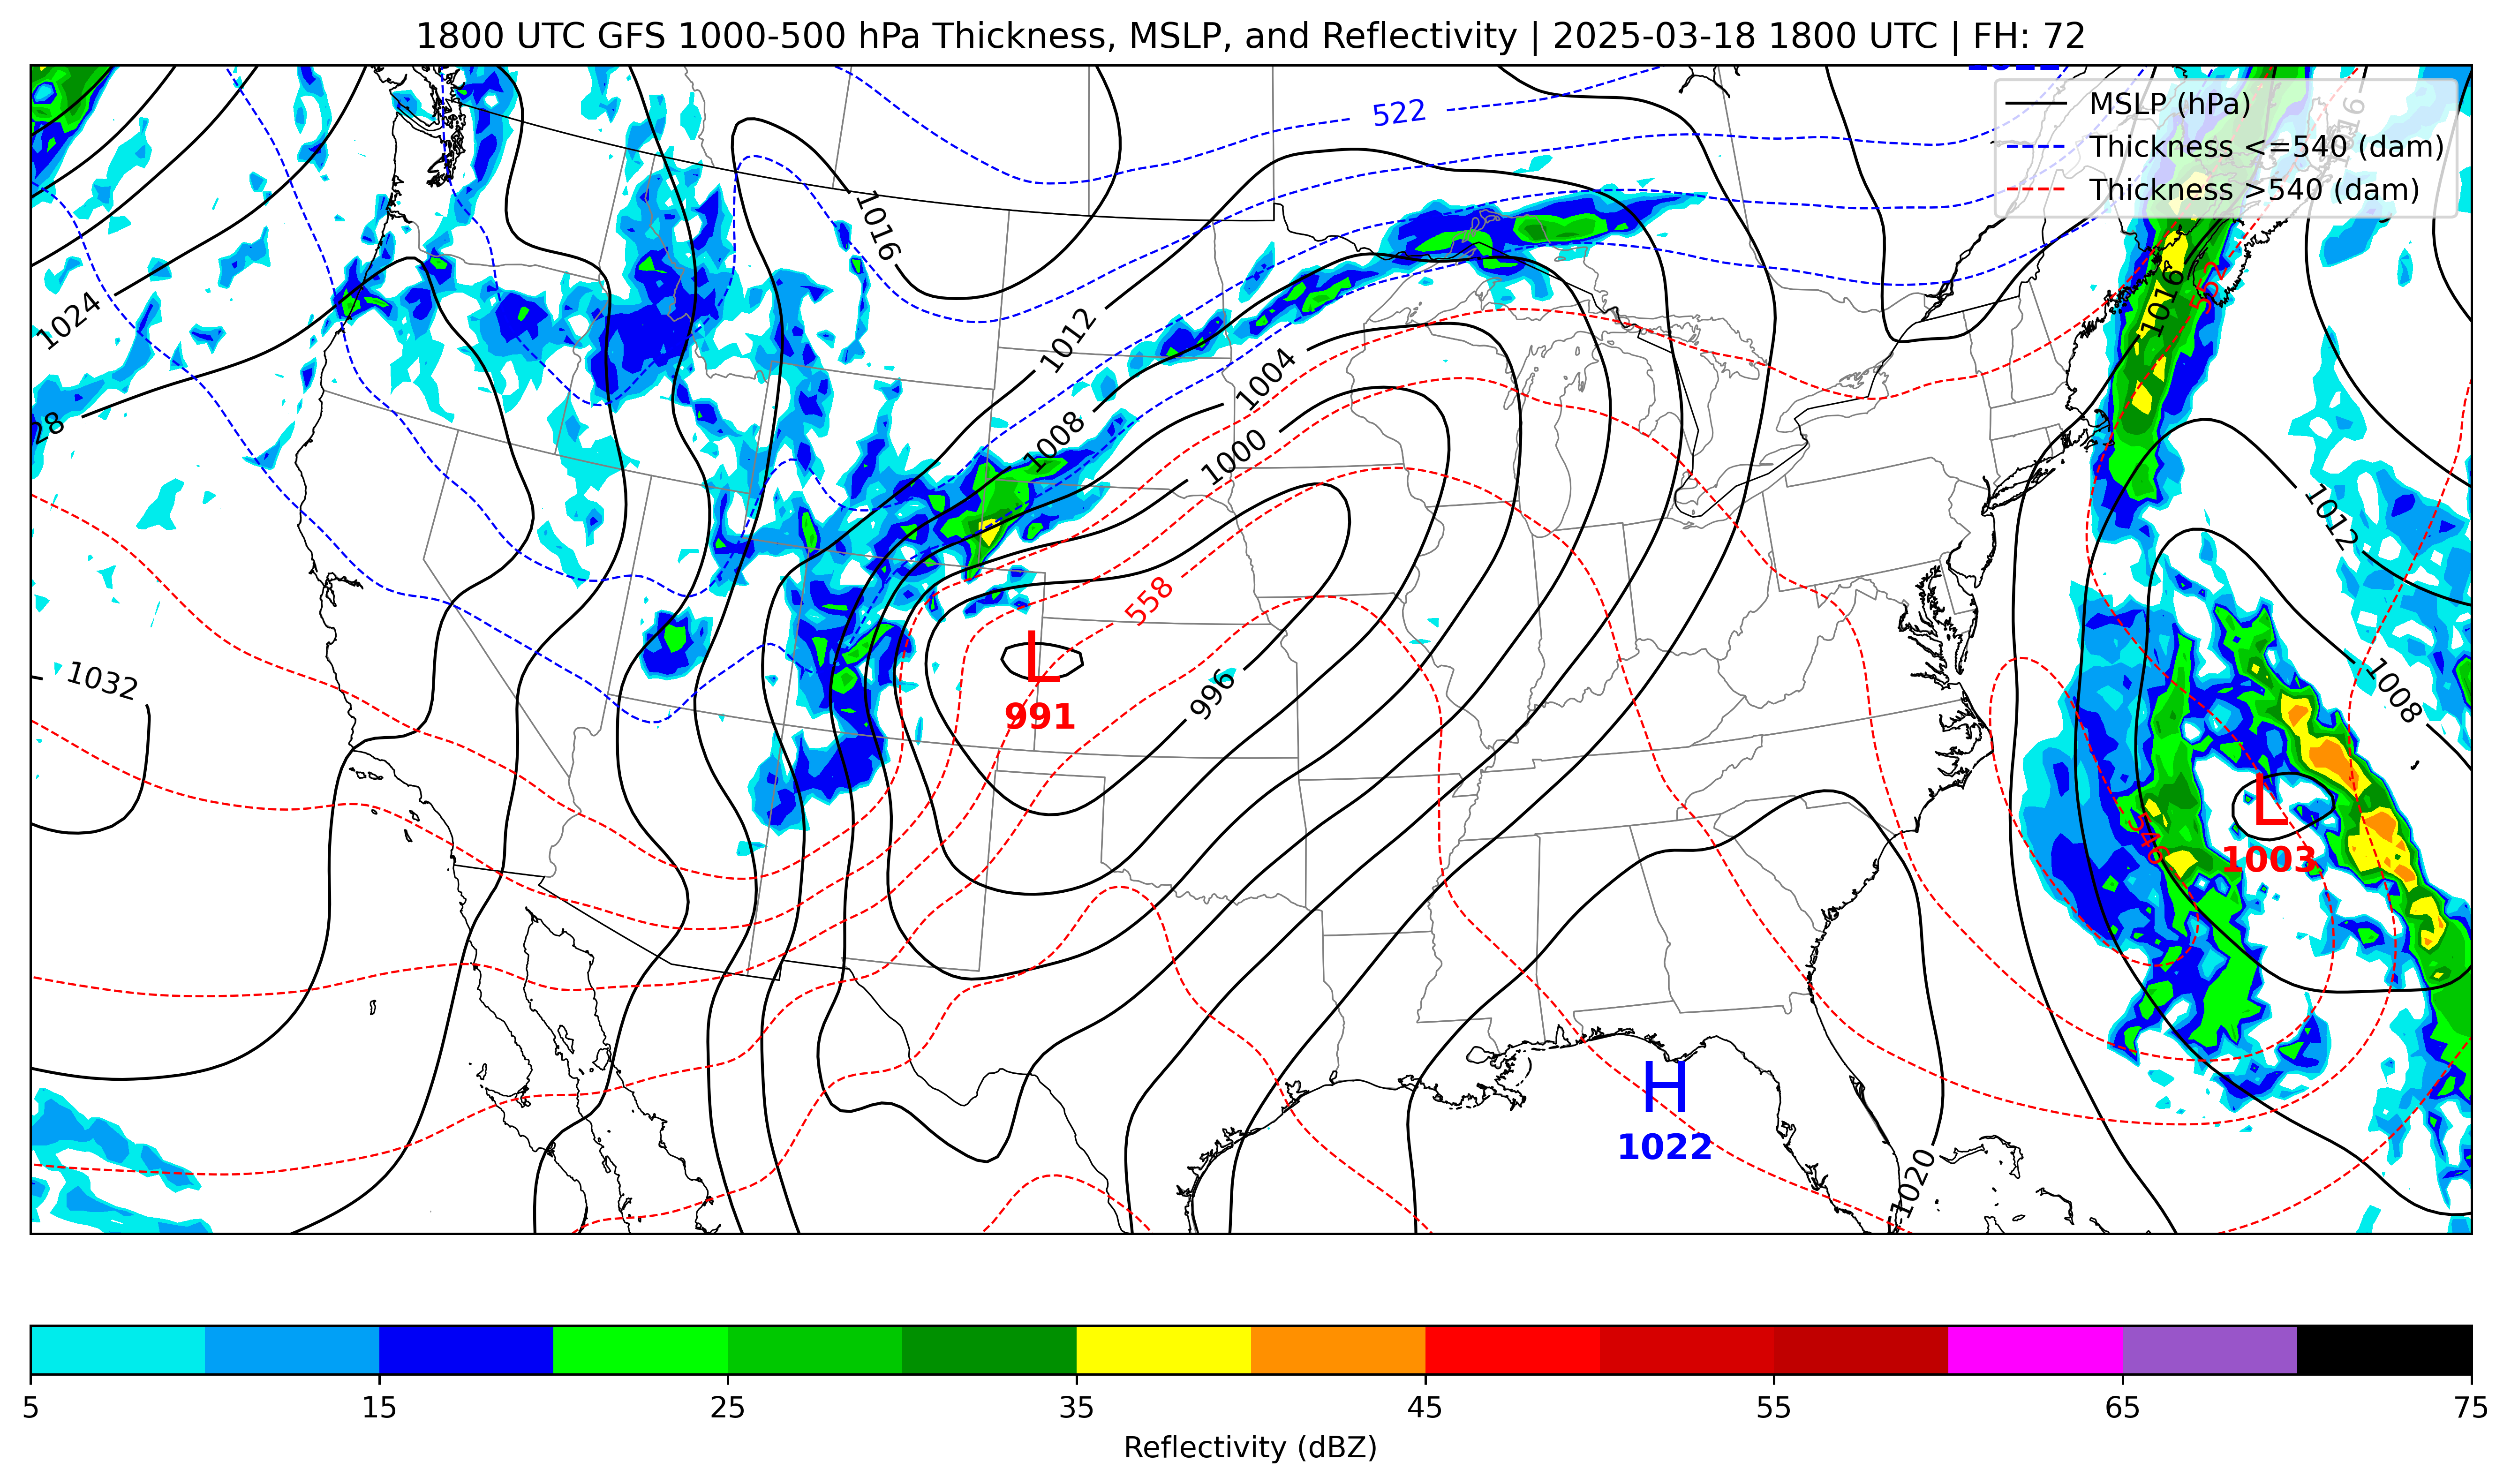 1800 UTC GFS 1000-500 hPa Thickness, MSLP, and Reflectivity | 2025-03-18 1800 UTC | FH: 72
MSLP (hPa)
Thickness <=540 (dam)
Thickness >540 (dam)
522
1016
1024
1012
1004
1008
1000
28
552
1016
1012
558
1032
996
1008
L
991
L
1003
546
H
1022
1020
5 15 25 35 45 55 65 75
Reflectivity (dBZ)